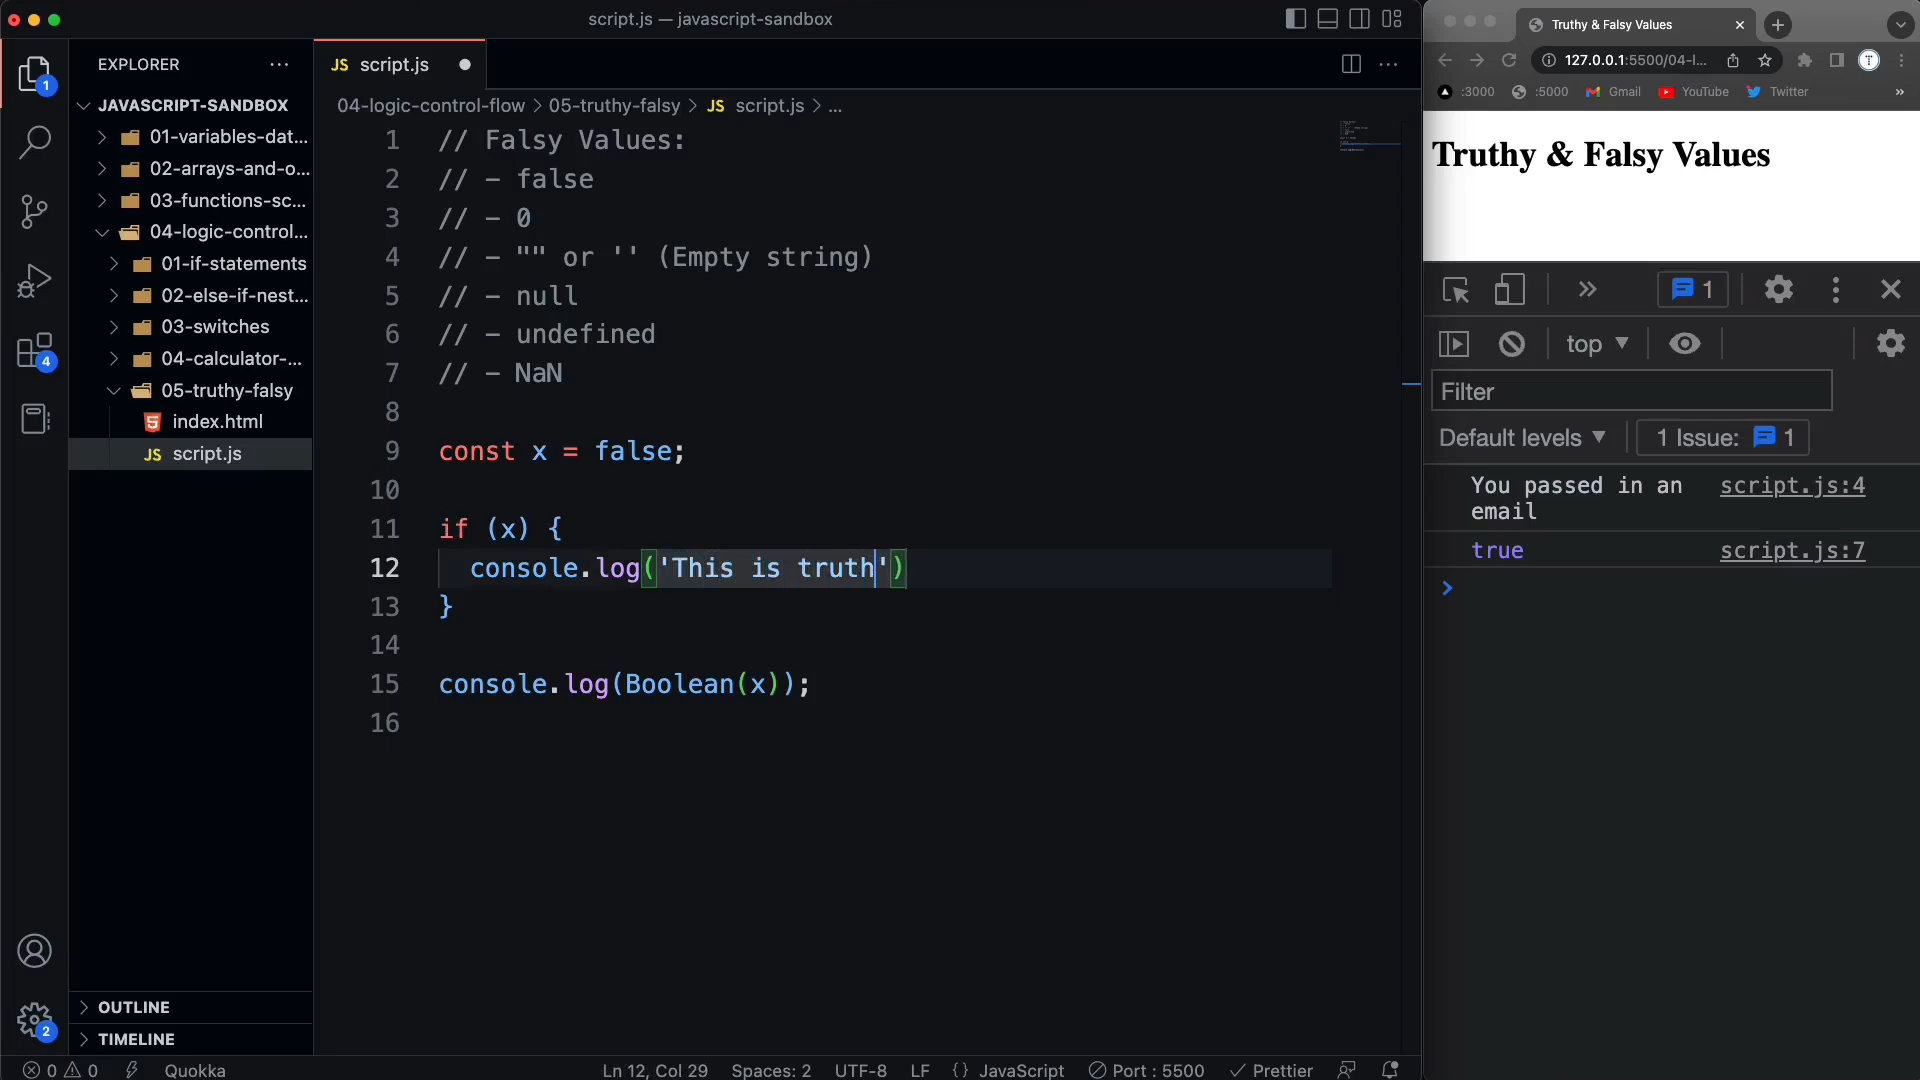 script.js — javascript-sandbox
EXPLORER
JAVASCRIPT-SANDBOX
01-variables-dat...
02-arrays-and-o...
03-functions-sc...
04-logic-control...
01-if-statements
02-else-if-nest...
03-switches
04-calculator-...
05-truthy-falsy
index.html
JS script.js
OUTLINE
TIMELINE
1
4
2
JS script.js
04-logic-control-flow > 05-truthy-falsy > JS script.js > ...
1 // Falsy Values:
2 // - false
3 // - 0
4 // - "" or '' (Empty string)
5 // - null
6 // - undefined
7 // - NaN
8
9 const x = false;
10
11 if (x) {
12 console.log('This is truth')
13 }
14
15 console.log(Boolean(x));
16
0 0 Quokka Ln 12, Col 29 Spaces: 2 UTF-8 LF {} JavaScript Port : 5500 Prettier
Truthy & Falsy Values
127.0.0.1:5500/04-l...
T
:3000 :5000 Gmail YouTube Twitter »
Truthy & Falsy Values
1
top
Filter
Default levels 1 Issue: 1
You passed in an script.js:4
email
true script.js:7